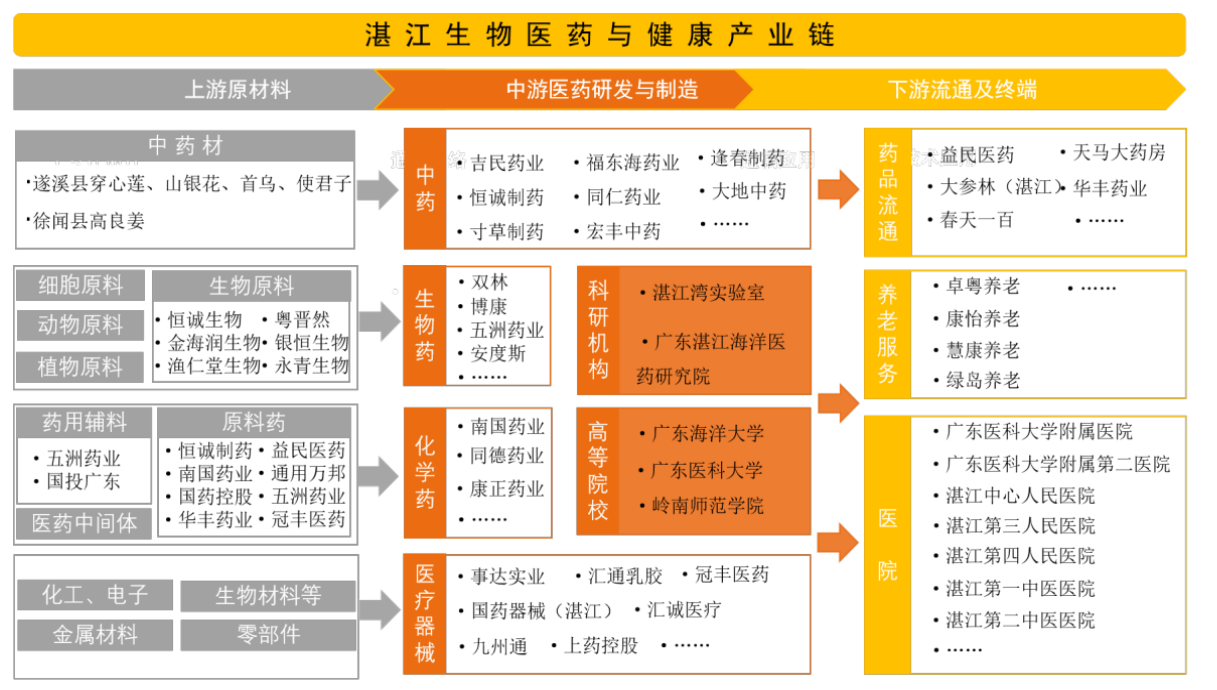 湛江生物医药与健康产业链
上游原材料
中游医药研发与制造
下游流通及终端
中药材
·遂溪县穿心莲、山银花、首乌、使君子
·徐闻县高良姜
细胞原料
动物原料
植物原料
生物原料
• 恒诚生物 • 粤晋然
• 金海润生物 • 银恒生物
• 渔仁堂生物 • 永青生物
药用辅料
• 五洲药业
• 国投广东
医药中间体
原料药
• 恒诚制药 • 益民医药
• 南国药业 • 通用万邦
• 国药控股 • 五洲药业
• 华丰药业 • 冠丰医药
化工、电子
生物材料等
金属材料
零部件
中药
• 吉民药业 • 福东海药业 • 逢春制药
• 恒诚制药 • 同仁药业 • 大地中药
• 寸草制药 • 宏丰中药 • ……
生物药
• 双林
• 博康
• 五洲药业
• 安度斯
• ……
科研机构
• 湛江湾实验室
• 广东湛江海洋医
药研究院
化学药
• 南国药业
• 同德药业
• 康正药业
• ……
高等院校
• 广东海洋大学
• 广东医科大学
• 岭南师范学院
医疗器械
• 事达实业 • 汇通乳胶 • 冠丰医药
• 国药器械（湛江） • 汇诚医疗
• 九州通 • 上药控股 • ……
药品流通
• 益民医药 • 天马大药房
• 大参林（湛江） • 华丰药业
• 春天一百 • ……
养老服务
• 卓粤养老 • ……
• 康怡养老
• 慧康养老
• 绿岛养老
医院
• 广东医科大学附属医院
• 广东医科大学附属第二医院
• 湛江中心人民医院
• 湛江第三人民医院
• 湛江第四人民医院
• 湛江第一中医医院
• 湛江第二中医医院
• ……